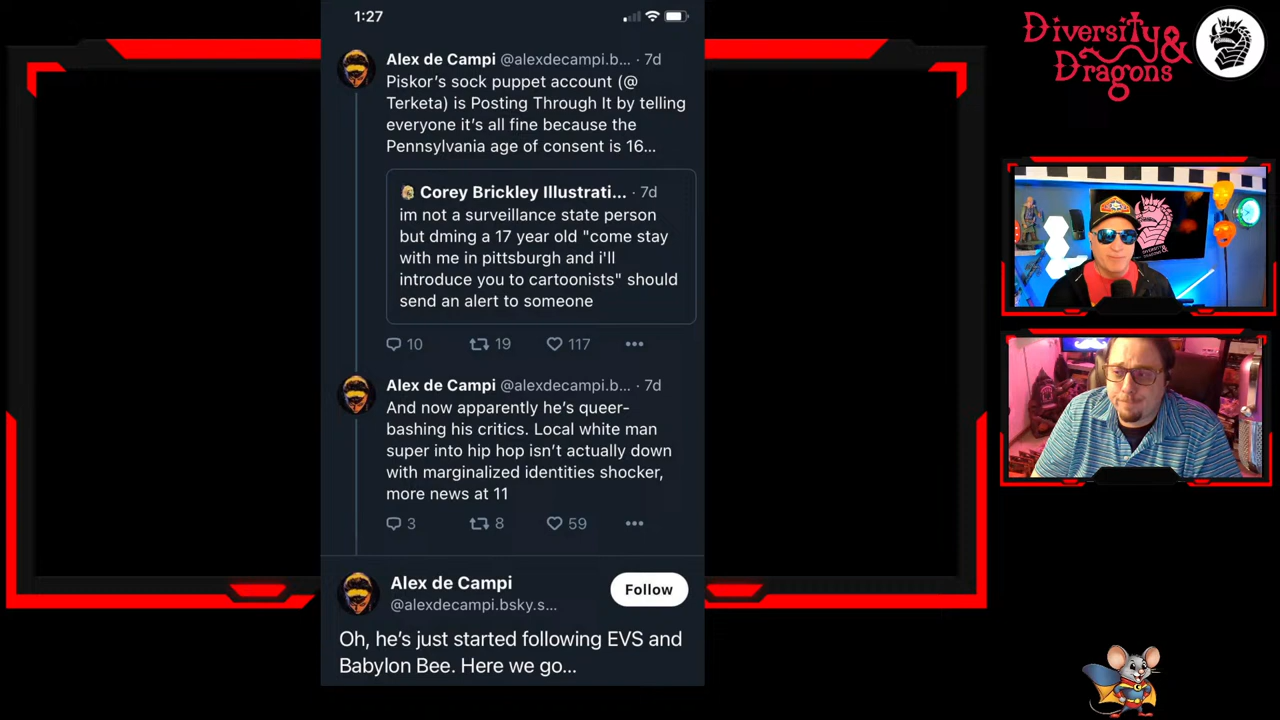 1:27
Diversity
&
Dragons
Alex de Campi @alexdecampi.b... · 7d
Piskor's sock puppet account (@
Terketa) is Posting Through It by telling
everyone it's all fine because the
Pennsylvania age of consent is 16...
Corey Brickley Illustrati... · 7d
im not a surveillance state person
but dming a 17 year old "come stay
with me in pittsburgh and i'll
introduce you to cartoonists" should
send an alert to someone
10 19 117
Alex de Campi @alexdecampi.b... · 7d
And now apparently he's queer-
bashing his critics. Local white man
super into hip hop isn't actually down
with marginalized identities shocker,
more news at 11
3 8 59
Alex de Campi
@alexdecampi.bsky.s...
Follow
Oh, he's just started following EVS and
Babylon Bee. Here we go...